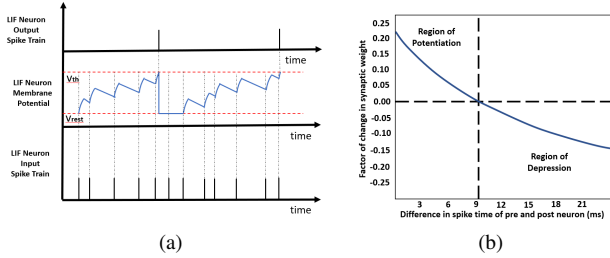 LIF Neuron
Output
Spike Train
time
LIF Neuron
Membrane
Potential
Vth
Vrest
time
LIF Neuron
Input
Spike Train
time
(a)
Factor of change in synaptic weight
0.25
0.20
0.15
0.10
0.05
0.00
-0.05
-0.10
-0.15
-0.20
-0.25
Region of
Potentiation
Region of
Depression
3 6 9 12 15 18 21
Difference in spike time of pre and post neuron (ms)
(b)